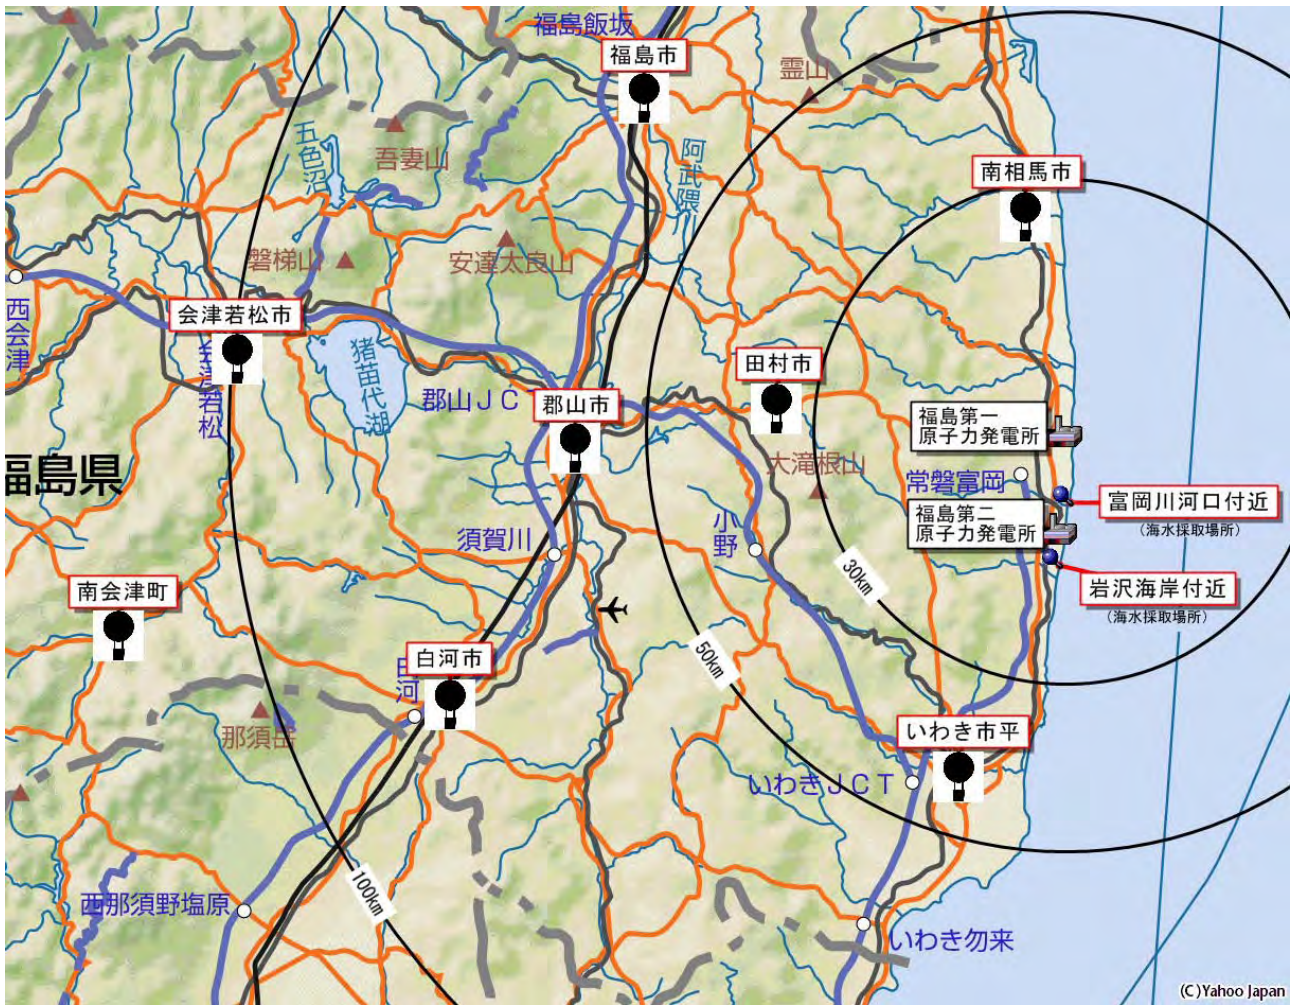 福島飯坂
福島市
霊山
五色沼
吾妻山
阿武隈
南相馬市
磐梯山
安達太良山
西会津
会津若松市
会津若松
猪苗代湖
田村市
郡山JCT
郡山市
福島第一
原子力発電所
大滝根山
常磐富岡
福島県
富岡川河口付近
(海水採取場所)
福島第二
原子力発電所
小野
須賀川
30km
岩沢海岸付近
(海水採取場所)
南会津町
50km
白河市
白河
那須岳
いわき市平
いわきJCT
100km
西那須野塩原
いわき勿来
(C)Yahoo Japan